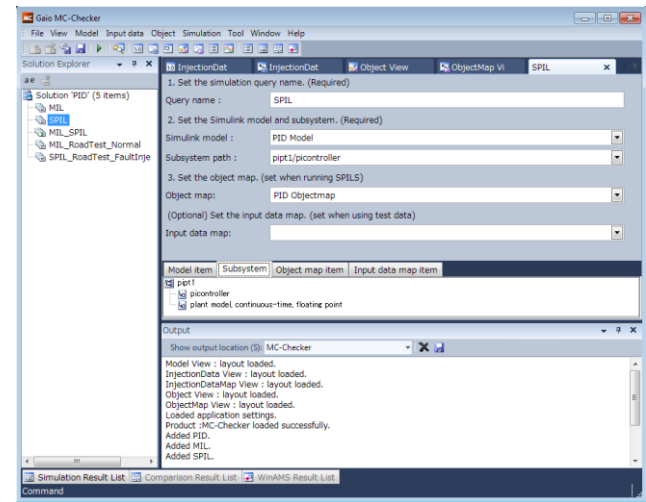 Gaio MC-Checker
File View Model Input data Object Simulation Tool Window Help
Solution Explorer
InjectionDat
InjectionDat
Object View
ObjectMap Vi
SPIL
Solution 'PID' (5 items)
MIL
SPIL
MIL_SPIL
MIL_RoadTest_Normal
SPIL_RoadTest_FaultInje
1. Set the simulation query name. (Required)
Query name : SPIL
2. Set the Simulink model and subsystem. (Required)
Simulink model : PID Model
Subsystem path : pipt1/picontroller
3. Set the object map. (set when running SPILS)
Object map: PID Objectmap
(Optional) Set the input data map. (set when using test data)
Input data map:
Model item Subsystem Object map item Input data map item
pipt1
picontroller
plant model, continuous-time, floating point
Output
Show output location (S): MC-Checker
Model View : layout loaded.
InjectionData View : layout loaded.
InjectionDataMap View : layout loaded.
Object View : layout loaded.
ObjectMap View : layout loaded.
Loaded application settings.
Product :MC-Checker loaded successfully.
Added PID.
Added MIL.
Added SPIL.
Simulation Result List Comparison Result List WinAMS Result List
Command